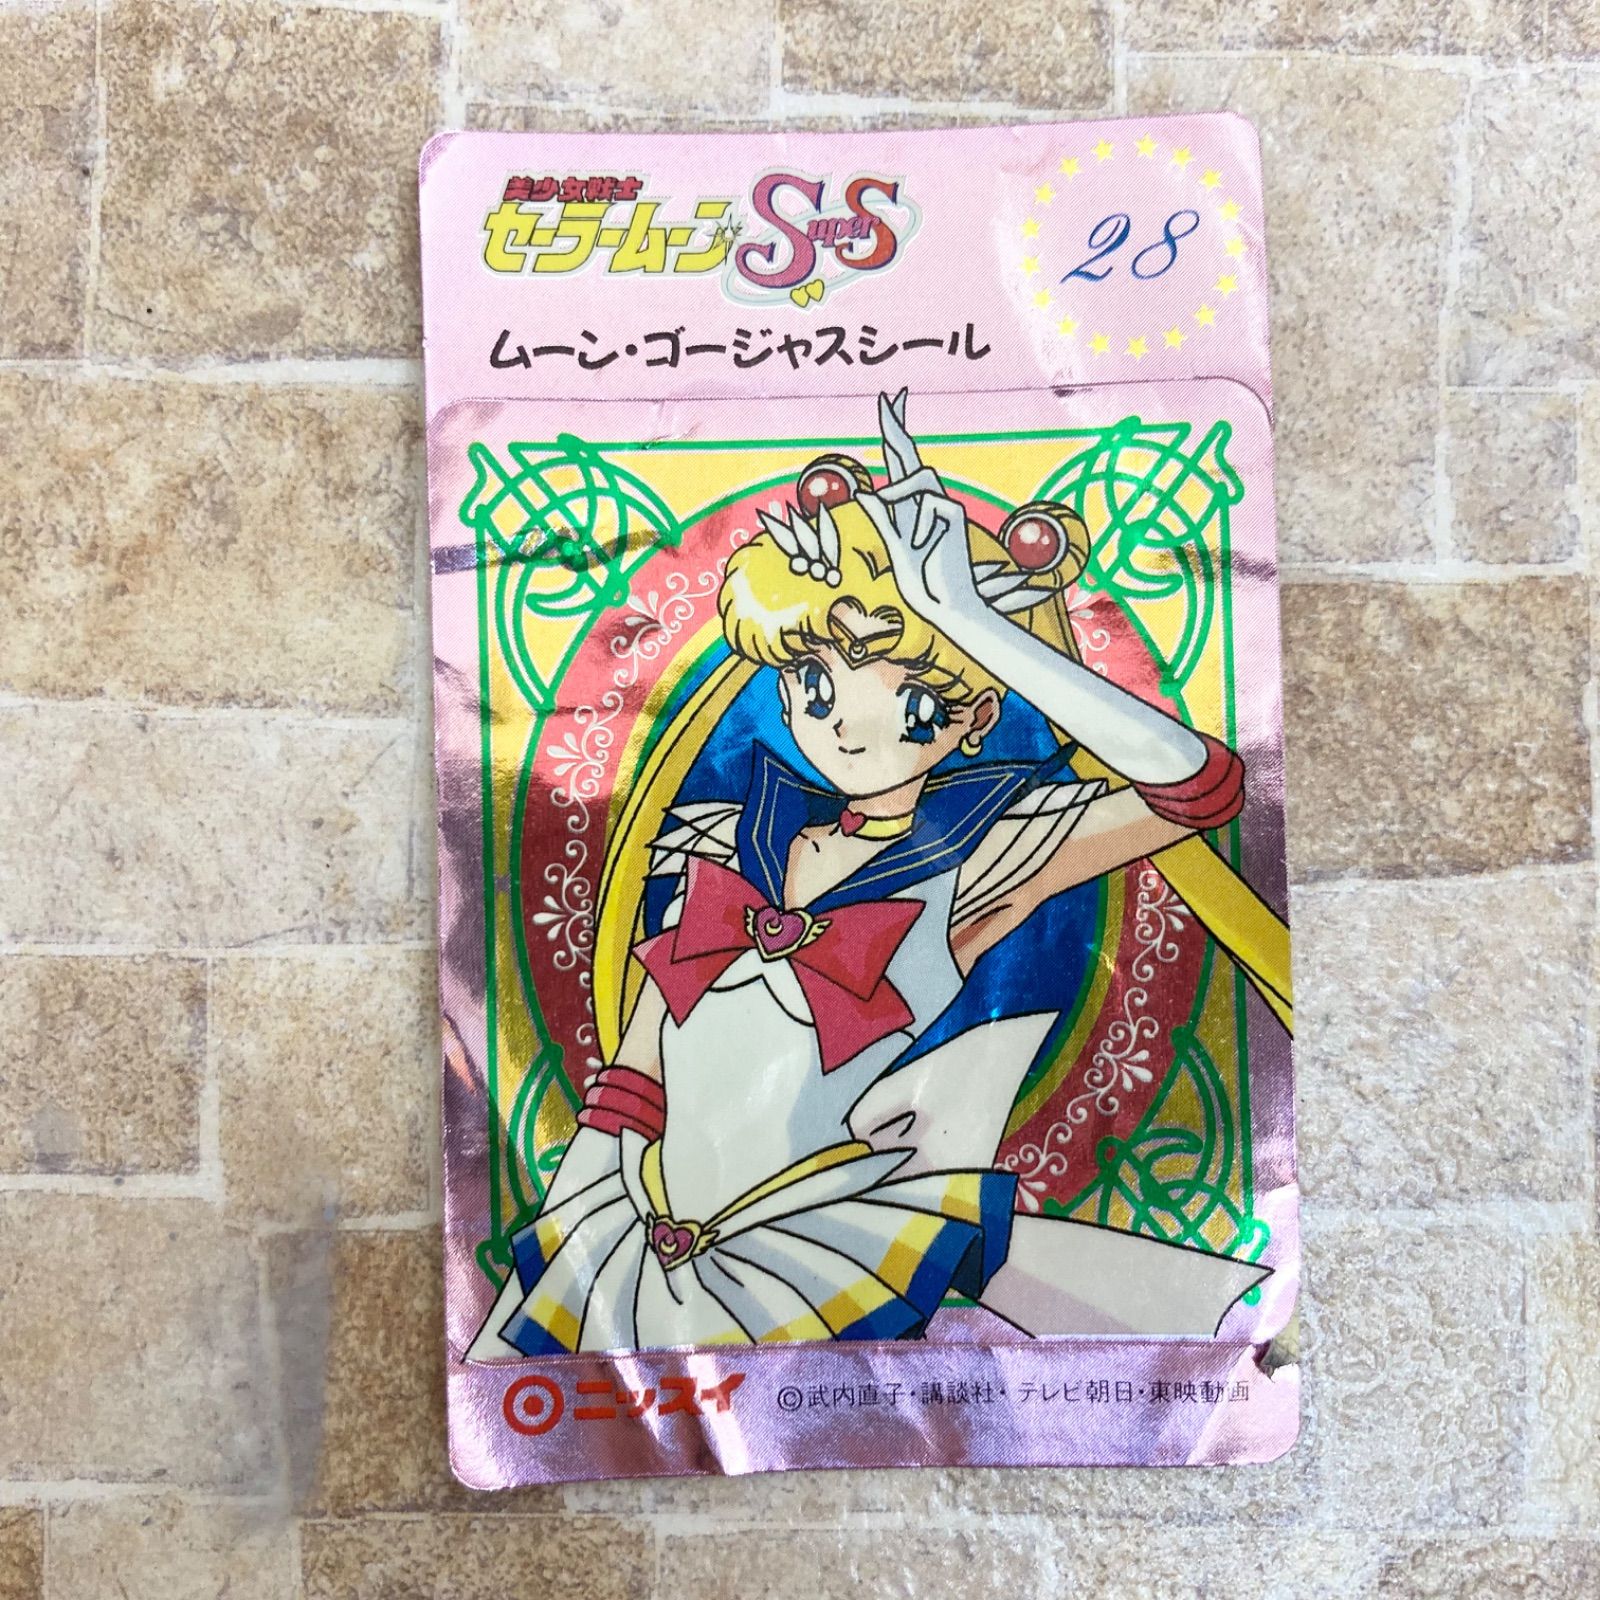 美少女戦士
セーラームーン SuperS
28
ムーン・ゴージャスシール
ニッスイ ©武内直子・講談社・テレビ朝日・東映動画